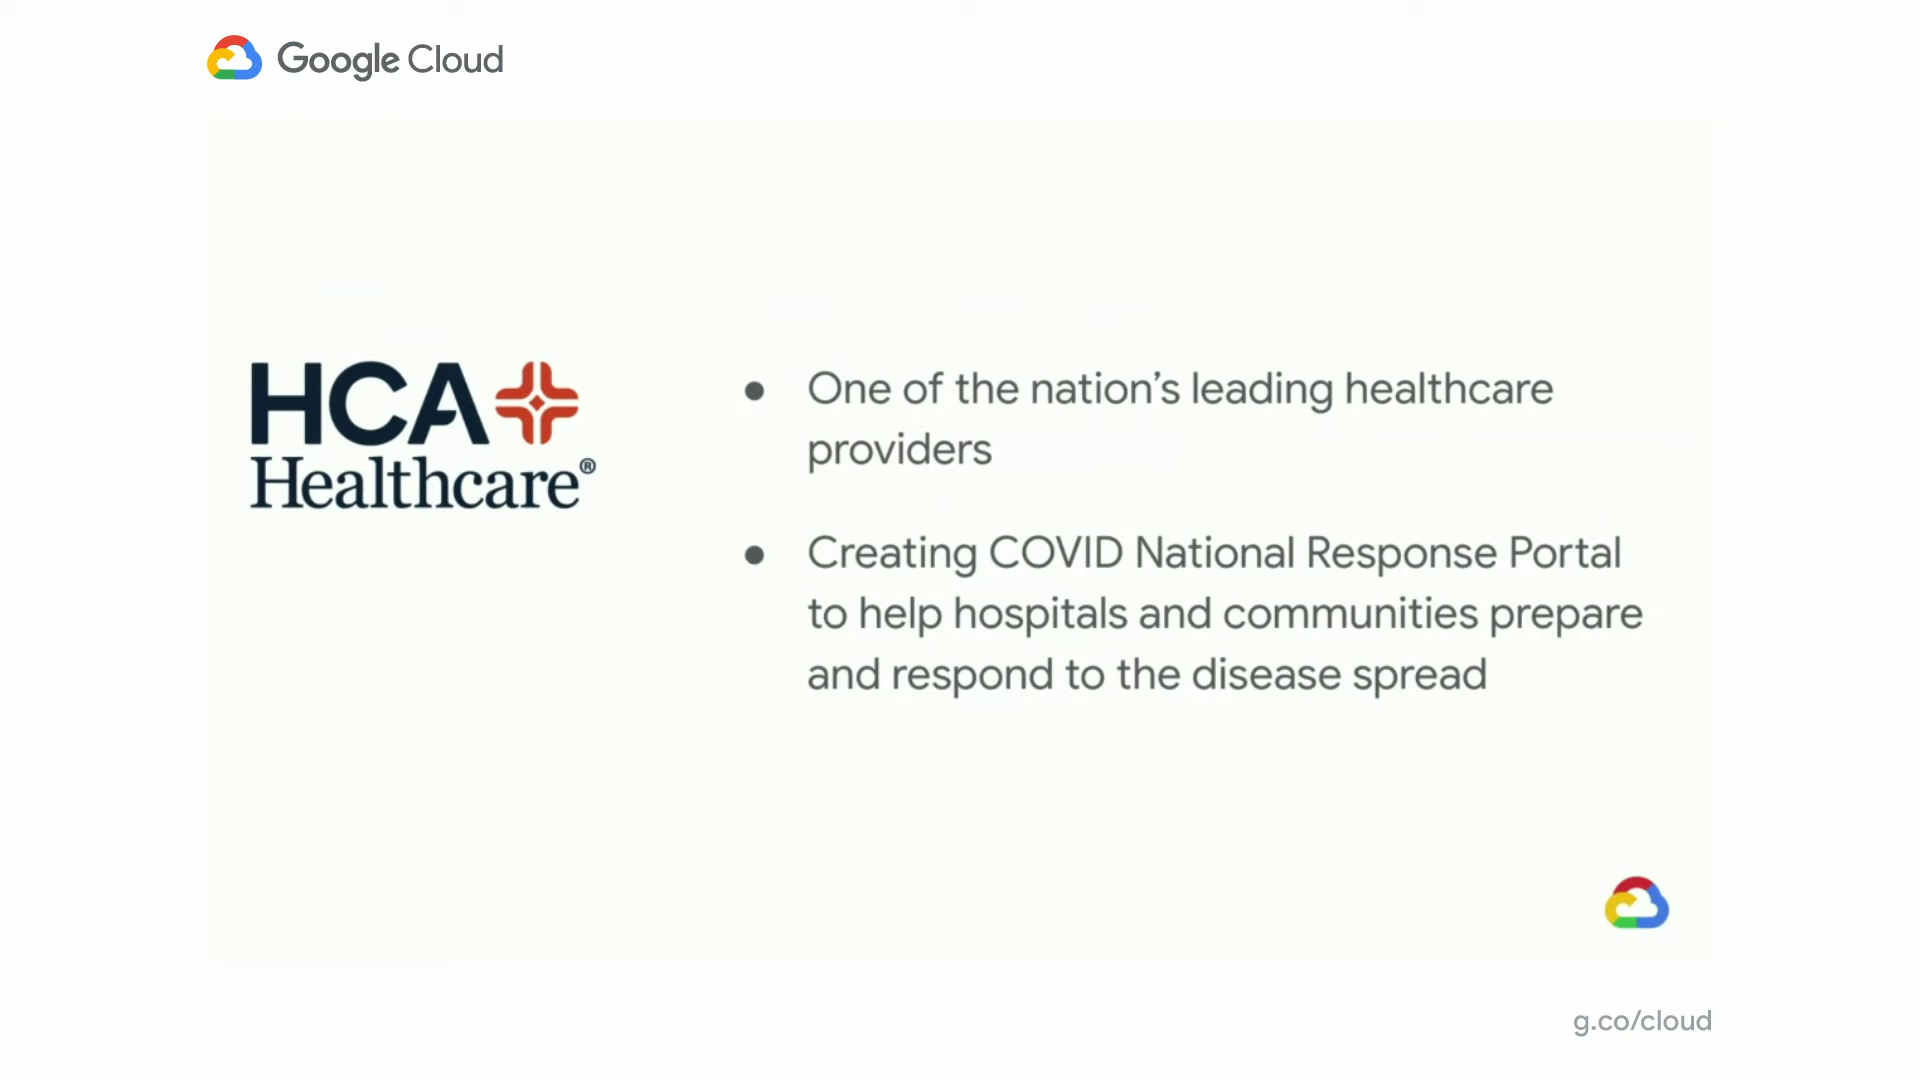 Google Cloud
HCA
Healthcare®
● One of the nation’s leading healthcare
providers
● Creating COVID National Response Portal
to help hospitals and communities prepare
and respond to the disease spread
g.co/cloud